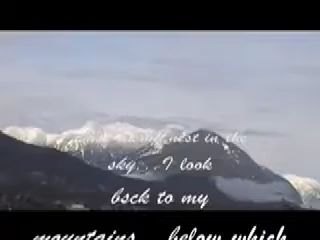 in the
sky. . . I look
bsck to my
mountains... below which